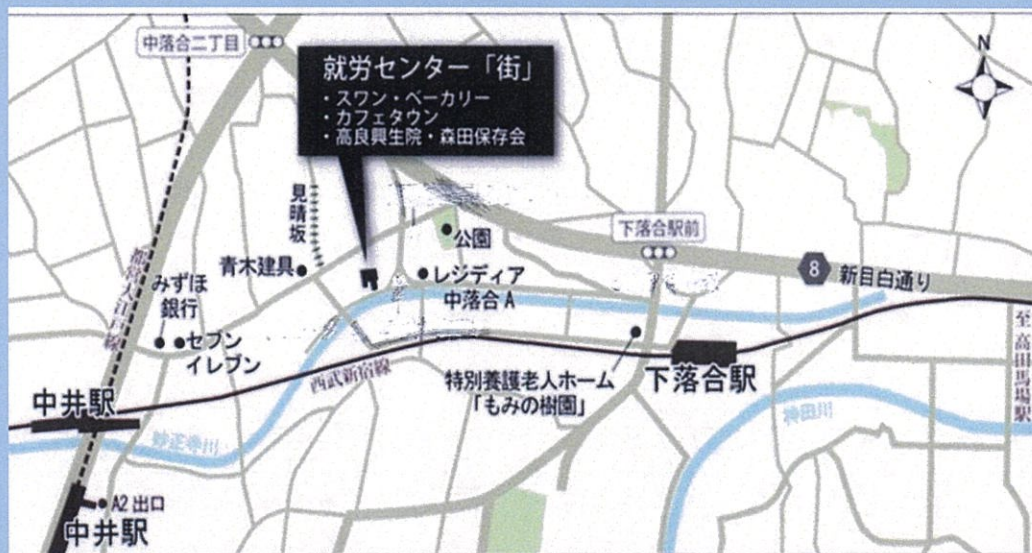 中落合二丁目
就労センター「街」
・スワン・ベーカリー
・カフェタウン
・高良興生院・森田保存会
N
見晴坂
公園
下落合駅前
青木建具
レジディア
中落合 A
8
新目白通り
みずほ
銀行
セブン
イレブン
都営大江戸線
西武新宿線
特別養護老人ホーム
「もみの樹園」
下落合駅
至高田馬場駅
中井駅
妙正寺川
神田川
A2 出口
中井駅